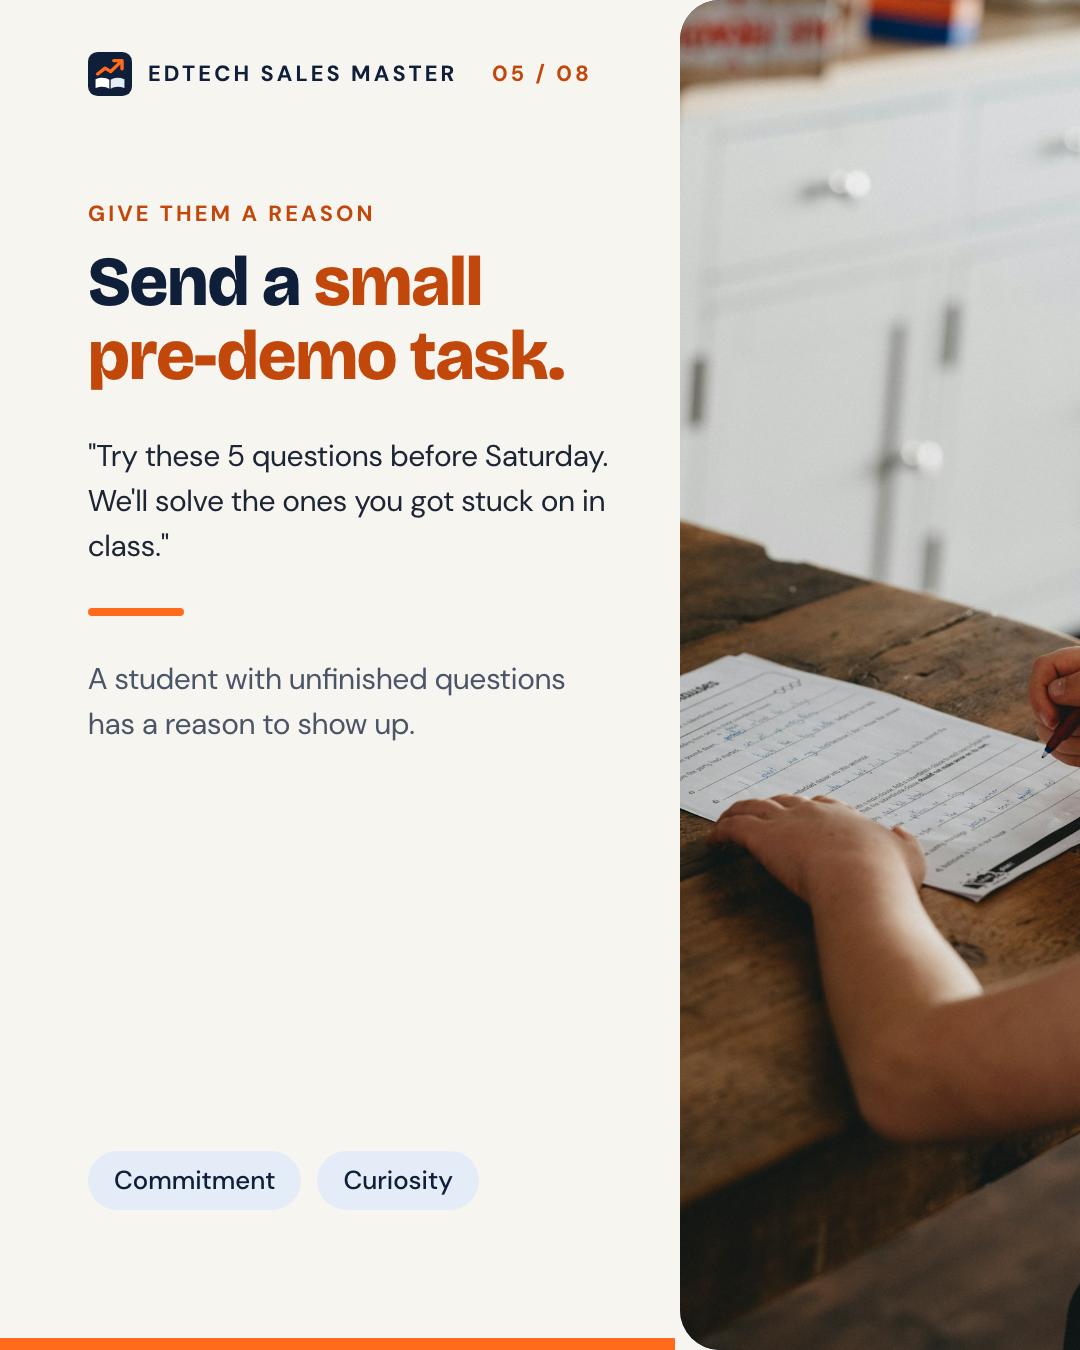 EDTECH SALES MASTER 05 / 08
GIVE THEM A REASON
Send a small
pre-demo task.
"Try these 5 questions before Saturday.
We'll solve the ones you got stuck on in
class."
A student with unfinished questions
has a reason to show up.
Commitment Curiosity